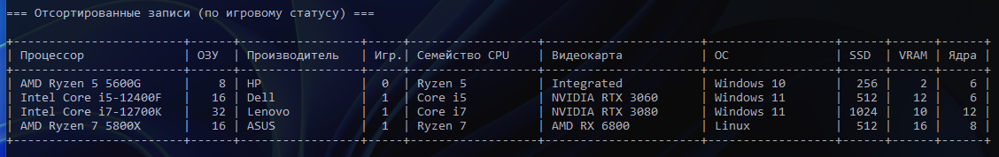 === Отсортированные записи (по игровому статусу) ===
+-------------------------+------+-----------------+-----+--------------------+---------------------+------------------+------+------+------+
| Процессор | ОЗУ | Производитель | Игр.| Семейство CPU | Видеокарта | ОС | SSD | VRAM | Ядра |
+-------------------------+------+-----------------+-----+--------------------+---------------------+------------------+------+------+------+
| AMD Ryzen 5 5600G | 8 | HP | 0 | Ryzen 5 | Integrated | Windows 10 | 256 | 2 | 6 |
| Intel Core i5-12400F | 16 | Dell | 1 | Core i5 | NVIDIA RTX 3060 | Windows 11 | 512 | 12 | 6 |
| Intel Core i7-12700K | 32 | Lenovo | 1 | Core i7 | NVIDIA RTX 3080 | Windows 11 | 1024 | 10 | 12 |
| AMD Ryzen 7 5800X | 16 | ASUS | 1 | Ryzen 7 | AMD RX 6800 | Linux | 512 | 16 | 8 |
+-------------------------+------+-----------------+-----+--------------------+---------------------+------------------+------+------+------+